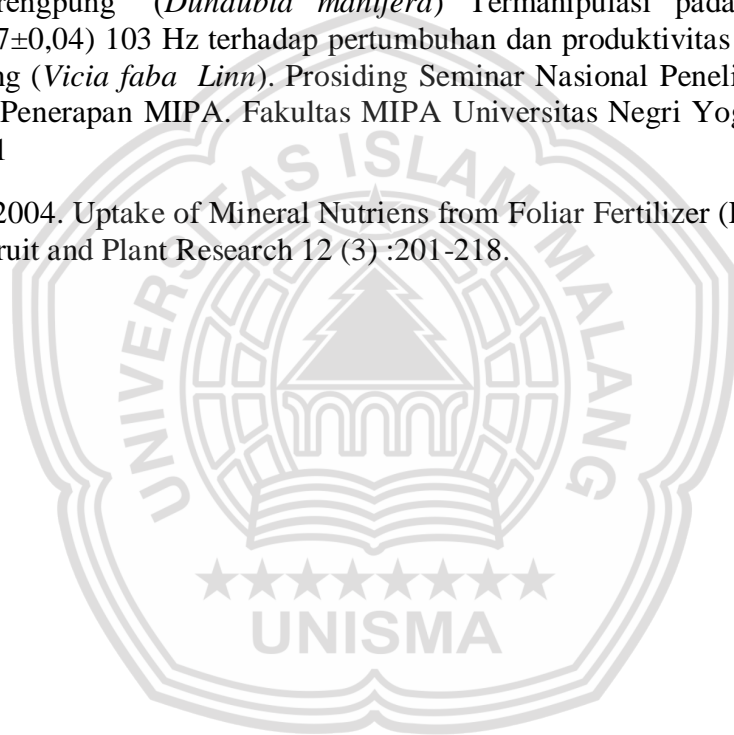 engpung (Dundubia manifera) Termanipulasi pada
7±0,04) 103 Hz terhadap pertumbuhan dan produktivitas
ng (Vicia faba Linn). Prosiding Seminar Nasional Peneli
Penerapan MIPA. Fakultas MIPA Universitas Negri Yog
2004. Uptake of Mineral Nutriens from Foliar Fertilizer (
ruit and Plant Research 12 (3) :201-218.
UNIVERSITAS ISLAM MALANG
UNISMA